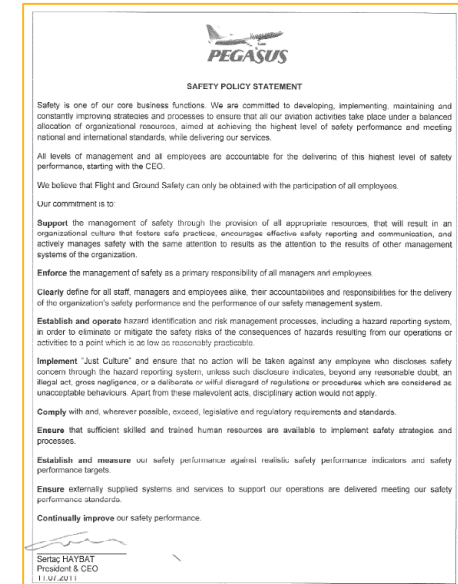 PEGASUS
SAFETY POLICY STATEMENT
Safety is one of our core business functions. We are committed to developing, implementing, maintaining and
constantly improving strategies and processes to ensure that all our aviation activities take place under a balanced
allocation of organizational resources, aimed at achieving the highest level of safety performance and meeting
national and international standards, while delivering our services.
All levels of management and all employees are accountable for the delivering of this highest level of safety
performance, starting with the CEO.
We believe that Flight and Ground Safety can only be obtained with the participation of all employees.
Our commitment is to:
Support the management of safety through the provision of all appropriate resources, that will result in an
organizational culture that fosters safe practices, encourages effective safety reporting and communication, and
actively manages safety with the same attention to results as the attention to the results of other management
systems of the organization.
Enforce the management of safety as a primary responsibility of all managers and employees.
Clearly define for all staff, managers and employees alike, their accountabilities and responsibilities for the delivery
of the organization's safety performance and the performance of our safety management system.
Establish and operate hazard identification and risk management processes, including a hazard reporting system,
in order to eliminate or mitigate the safety risks of the consequences of hazards resulting from our operations or
activities to a point which is as low as reasonably practicable.
Implement "Just Culture" and ensure that no action will be taken against any employee who discloses safety
concern through the hazard reporting system, unless such disclosure indicates, beyond any reasonable doubt, an
illegal act, gross negligence, or a deliberate or wilful disregard of regulations or procedures which are considered as
unacceptable behaviours. Apart from these malevolent acts, disciplinary action would not apply.
Comply with and, wherever possible, exceed, legislative and regulatory requirements and standards.
Ensure that sufficient skilled and trained human resources are available to implement safety strategies and
processes.
Establish and measure our safety performance against realistic safety performance indicators and safety
performance targets.
Ensure externally supplied systems and services to support our operations are delivered meeting our safety
performance standards.
Continually improve our safety performance.
Sertaç HAYBAT
President & CEO
11.07.2011